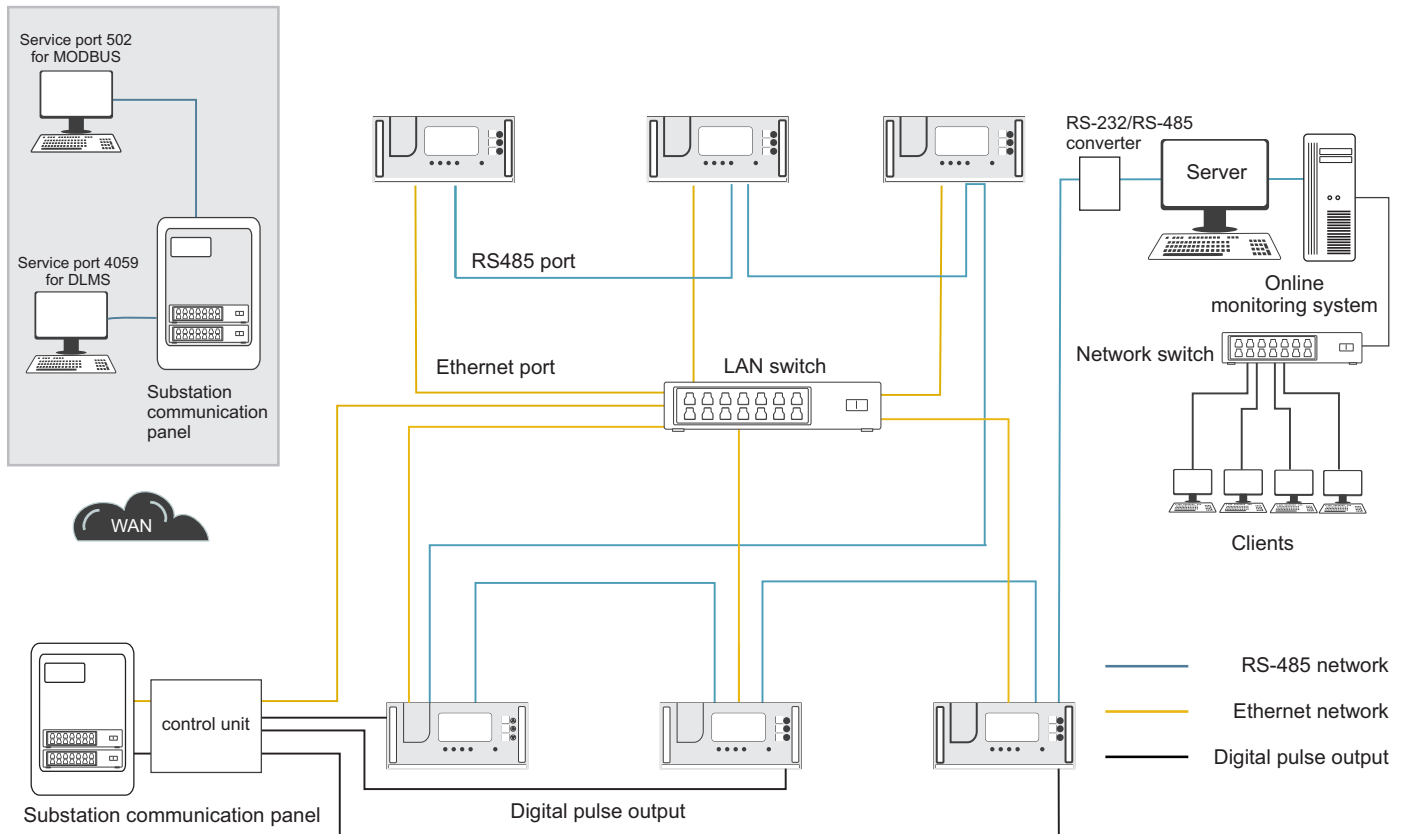 Service port 502
for MODBUS
Service port 4059
for DLMS
Substation
communication
panel
WAN
RS485 port
Ethernet port
LAN switch
RS-232/RS-485
converter
Server
Online
monitoring system
Network switch
Clients
control unit
Substation communication panel
Digital pulse output
RS-485 network
Ethernet network
Digital pulse output